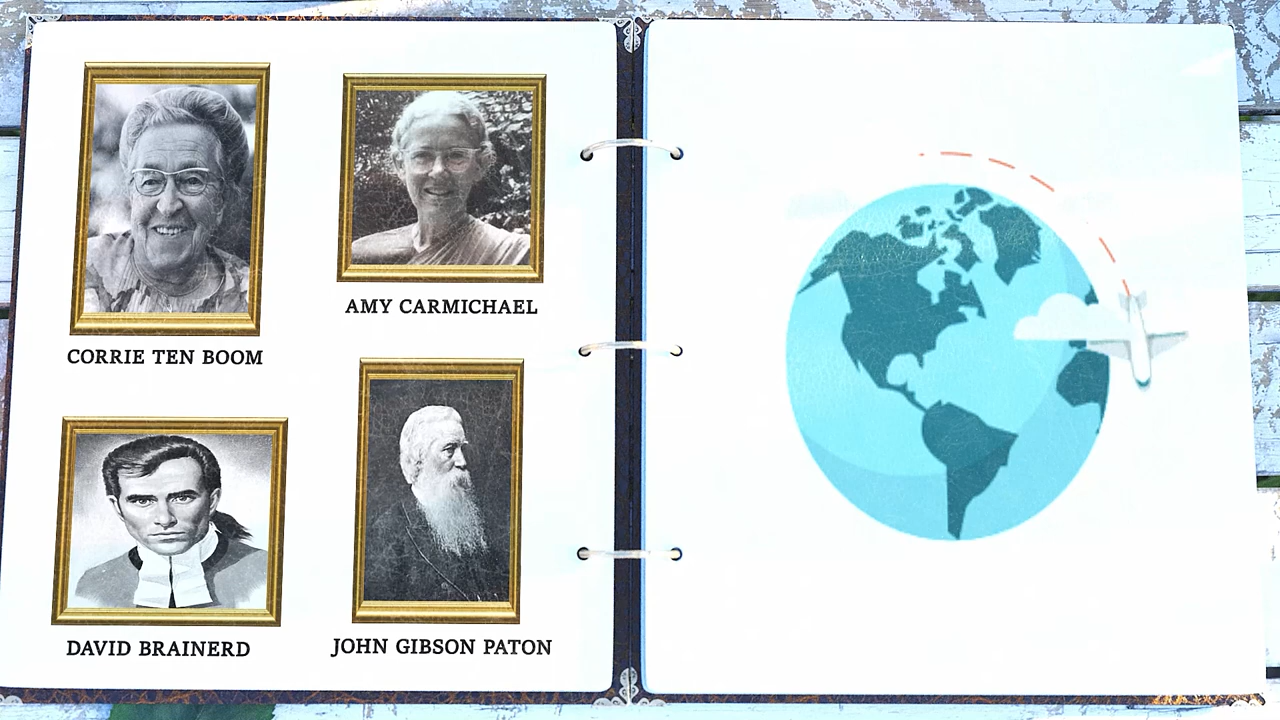 CORRIE TEN BOOM
AMY CARMICHAEL
DAVID BRAINERD
JOHN GIBSON PATON